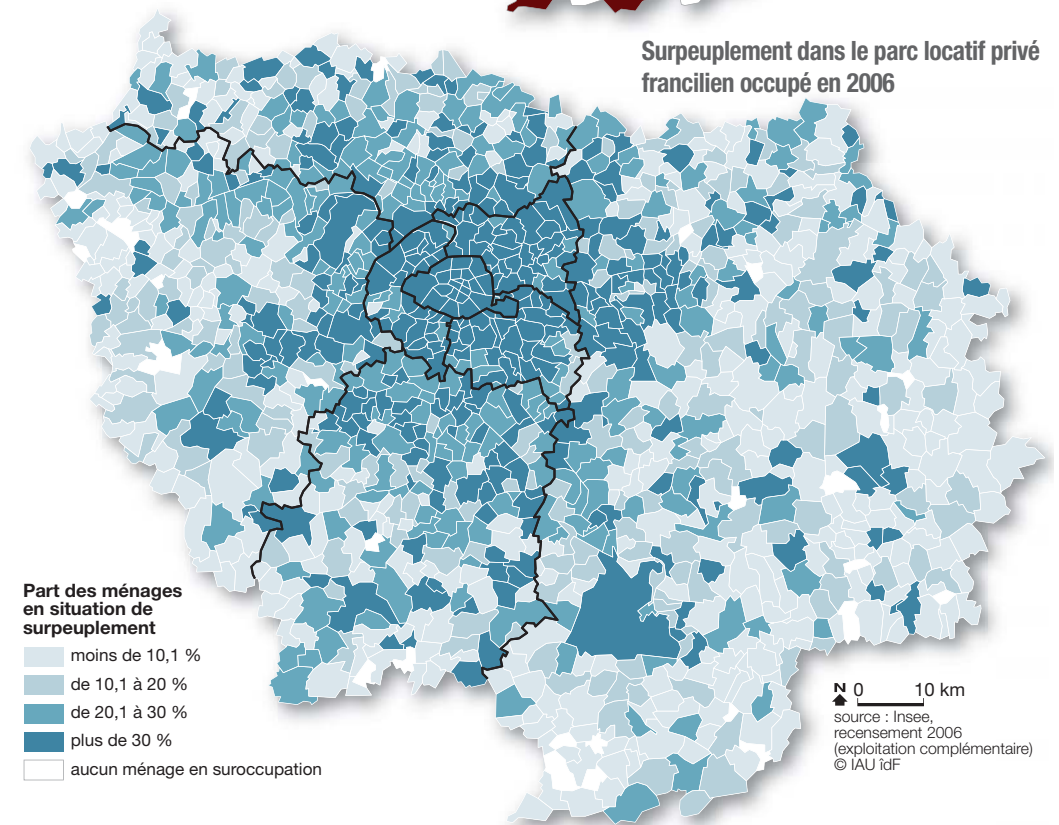 Surpeuplement dans le parc locatif privé
francilien occupé en 2006
Part des ménages
en situation de
surpeuplement
moins de 10,1 %
de 10,1 à 20 %
de 20,1 à 30 %
plus de 30 %
aucun ménage en suroccupation
N 0 10 km
source : Insee,
recensement 2006
(exploitation complémentaire)
© IAU îdF